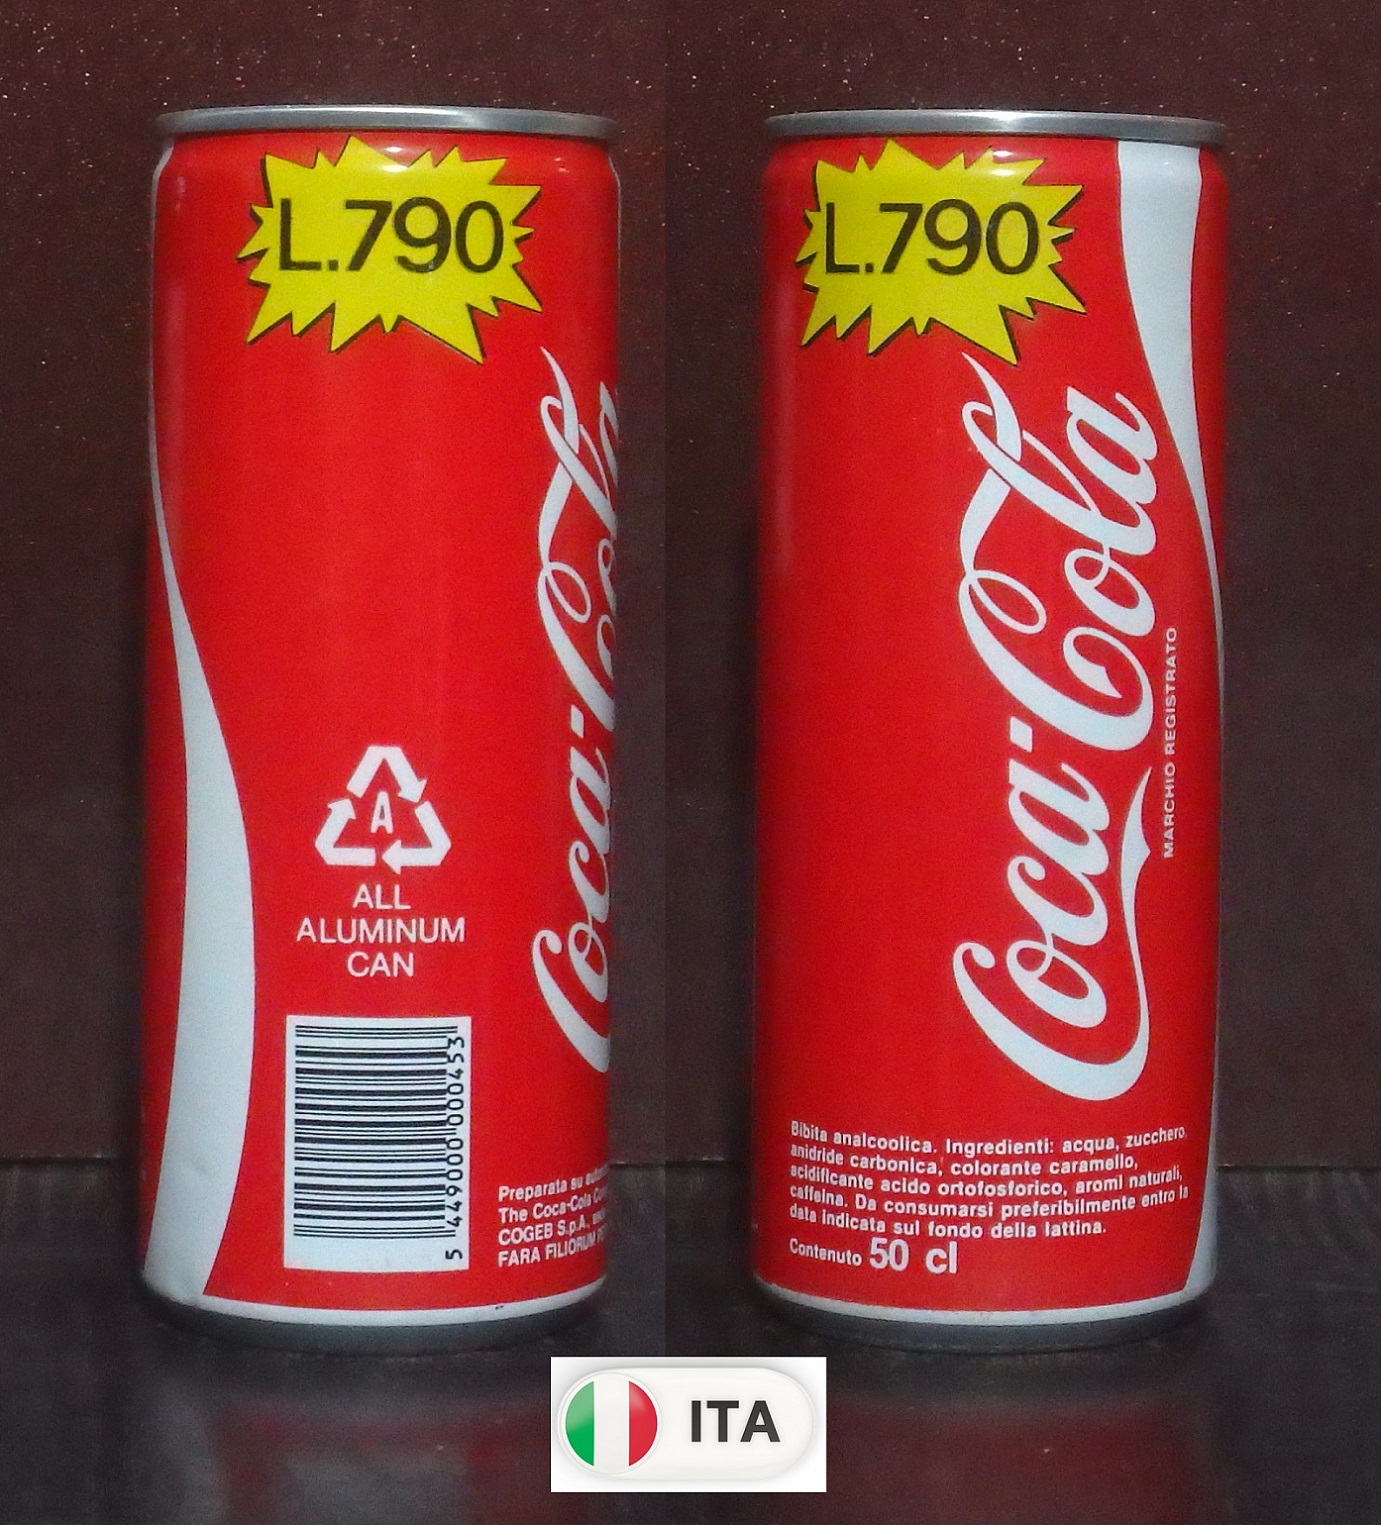 L.790
Coca-Cola
A
ALL
ALUMINUM
CAN
5 449000 000453
Preparata su
The Coca-Cola
COGEB S.p.A.
FARA FILIORUM
L.790
Coca-Cola
MARCHIO REGISTRATO
Bibita analcoolica. Ingredienti: acqua, zucchero,
anidride carbonica, colorante caramello,
acidificante acido ortofosforico, aromi naturali,
caffeina. Da consumarsi preferibilmente entro la
data indicata sul fondo della lattina.
Contenuto 50 cl
ITA